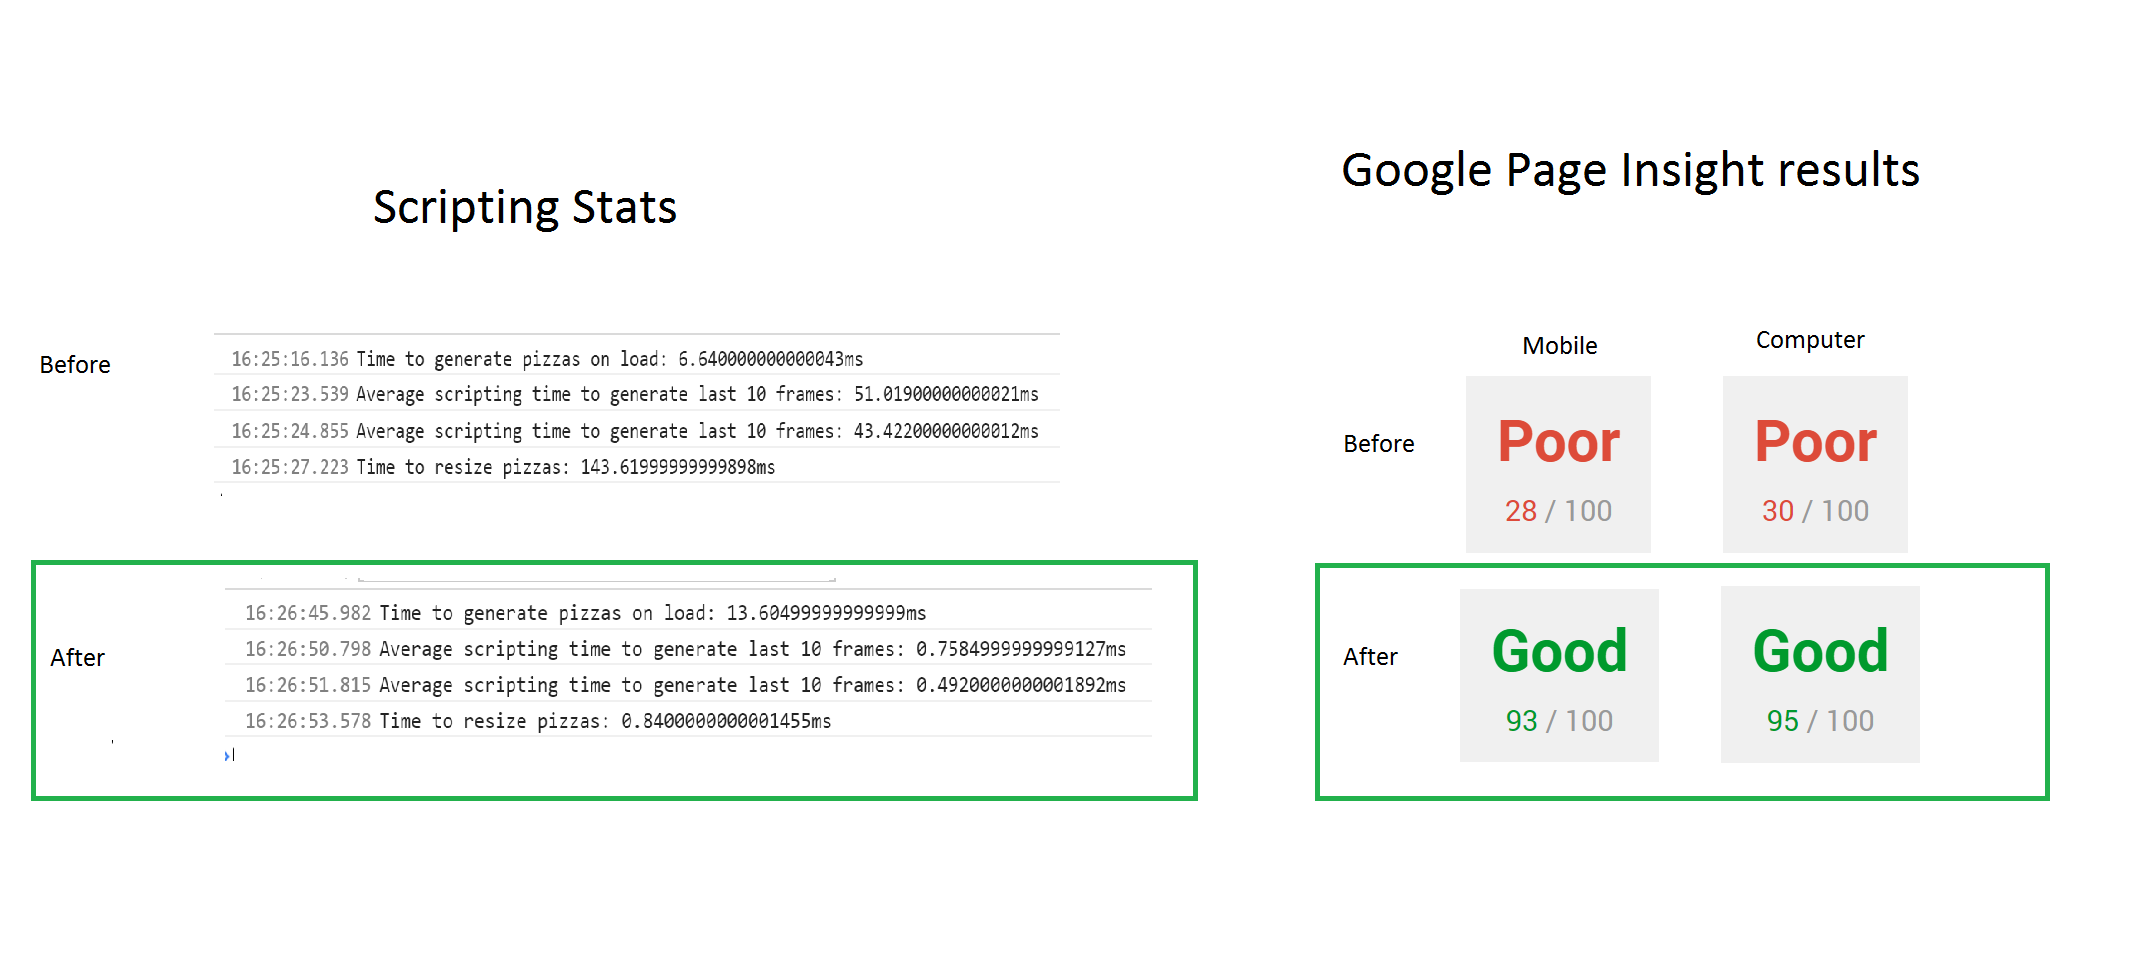 Scripting Stats
Before
16:25:16.136 Time to generate pizzas on load: 6.640000000000043ms
16:25:23.539 Average scripting time to generate last 10 frames: 51.01900000000021ms
16:25:24.855 Average scripting time to generate last 10 frames: 43.42200000000012ms
16:25:27.223 Time to resize pizzas: 143.61999999999898ms
After
16:26:45.982 Time to generate pizzas on load: 13.60499999999999ms
16:26:50.798 Average scripting time to generate last 10 frames: 0.7584999999999127ms
16:26:51.815 Average scripting time to generate last 10 frames: 0.4920000000001892ms
16:26:53.578 Time to resize pizzas: 0.8400000000001455ms
Google Page Insight results
Mobile
Computer
Before
Poor
28 / 100
Poor
30 / 100
After
Good
93 / 100
Good
95 / 100